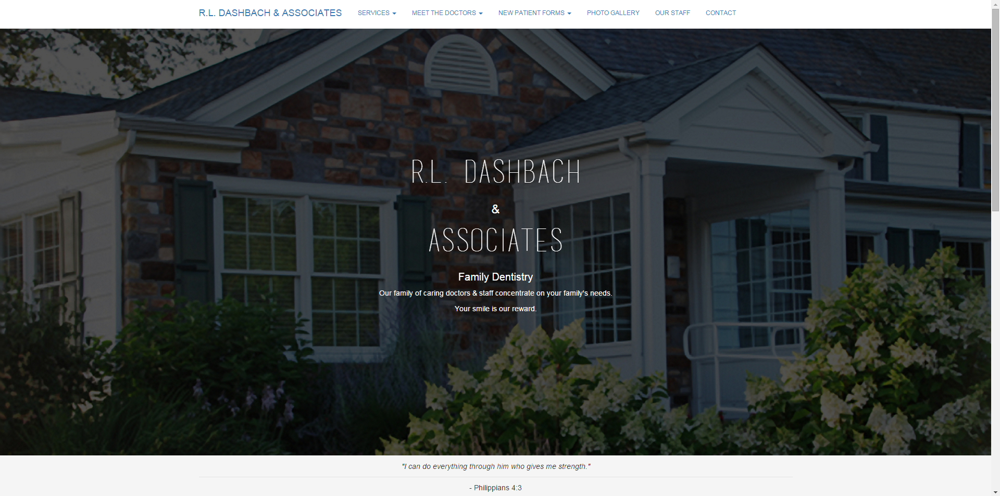 R.L. DASHBACH & ASSOCIATES SERVICES MEET THE DOCTORS NEW PATIENT FORMS PHOTO GALLERY OUR STAFF CONTACT
R.L. DASHBACH
&
ASSOCIATES
Family Dentistry
Our family of caring doctors & staff concentrate on your family's needs.
Your smile is our reward.
"I can do everything through him who gives me strength."
- Philippians 4:3